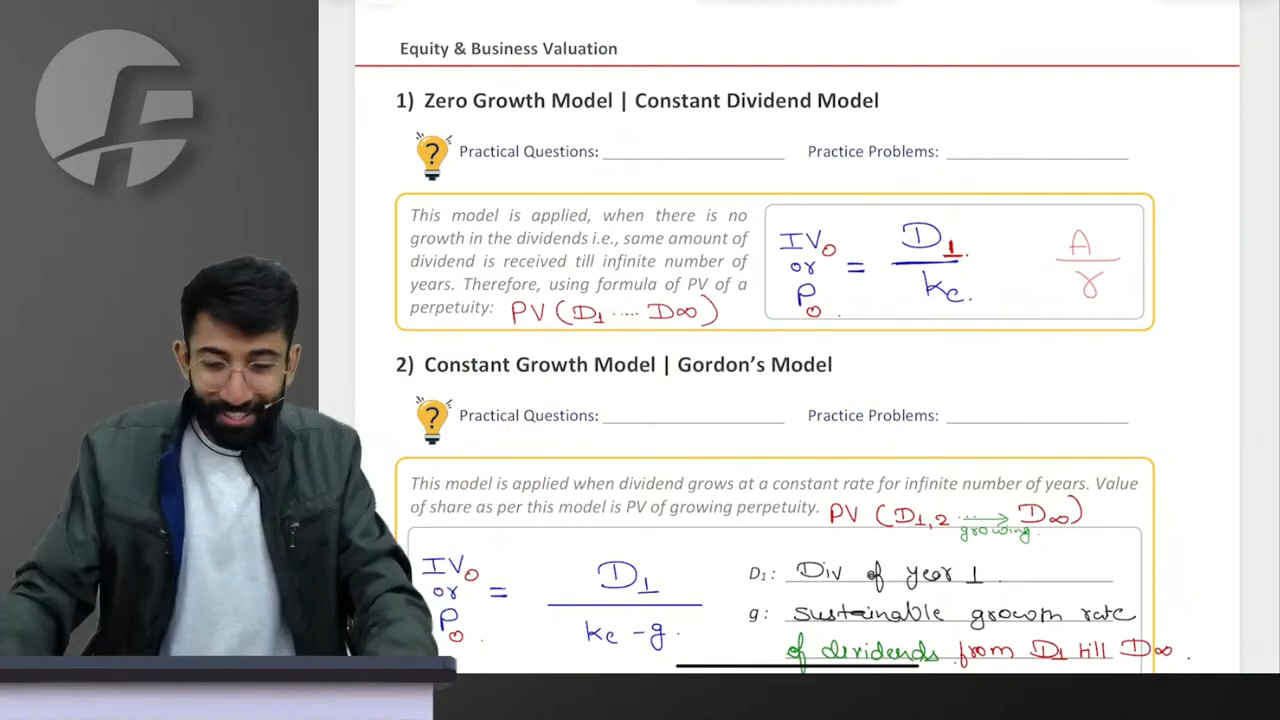 Equity & Business Valuation
1) Zero Growth Model | Constant Dividend Model
?
Practical Questions: Practice Problems:
This model is applied, when there is no
growth in the dividends i.e., same amount of
dividend is received till infinite number of
years. Therefore, using formula of PV of a
perpetuity: PV (D1 ..... D∞)
IV0 or P0 = D1 / ke
A / r
2) Constant Growth Model | Gordon's Model
?
Practical Questions: Practice Problems:
This model is applied when dividend grows at a constant rate for infinite number of years. Value
of share as per this model is PV of growing perpetuity. PV (D1,2 ...→ D∞)
growing
IV0 or P0 = D1 / ke - g
D1: Div of year 1
g: sustainable growth rate
of dividends from D1 till D∞.